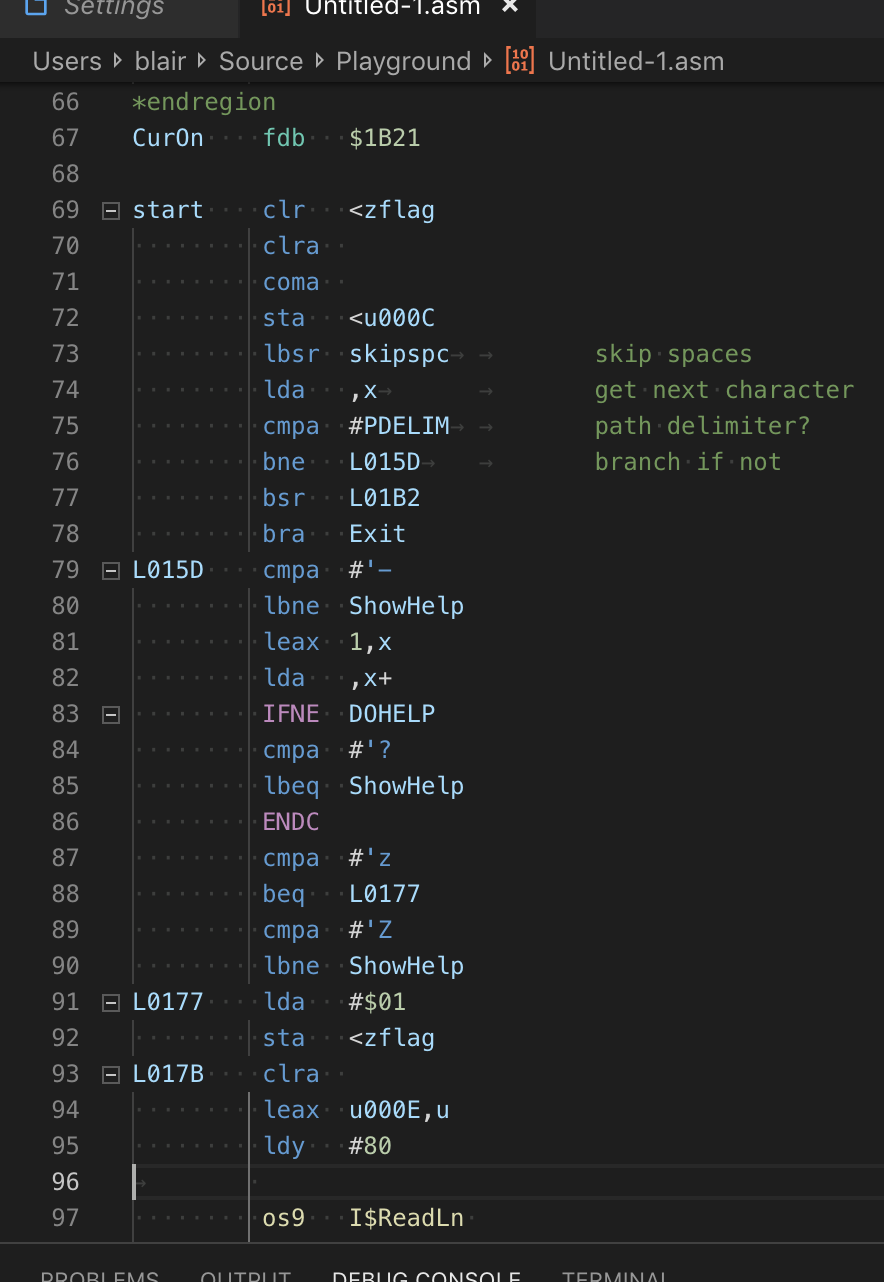 Settings Untitled-1.asm ×
Users blair Source Playground Untitled-1.asm
66 *endregion
67 CurOn fdb $1B21
68
69 start clr <zflag
70 clra
71 coma
72 sta <u000C
73 lbsr skipspc skip spaces
74 lda ,x get next character
75 cmpa #PDELIM path delimiter?
76 bne L015D branch if not
77 bsr L01B2
78 bra Exit
79 L015D cmpa #'-
80 lbne ShowHelp
81 leax 1,x
82 lda ,x+
83 IFNE DOHELP
84 cmpa #'?
85 lbeq ShowHelp
86 ENDC
87 cmpa #'z
88 beq L0177
89 cmpa #'Z
90 lbne ShowHelp
91 L0177 lda #$01
92 sta <zflag
93 L017B clra
94 leax u000E,u
95 ldy #80
96
97 os9 I$ReadLn
PROBLEMS OUTPUT DEBUG CONSOLE TERMINAL